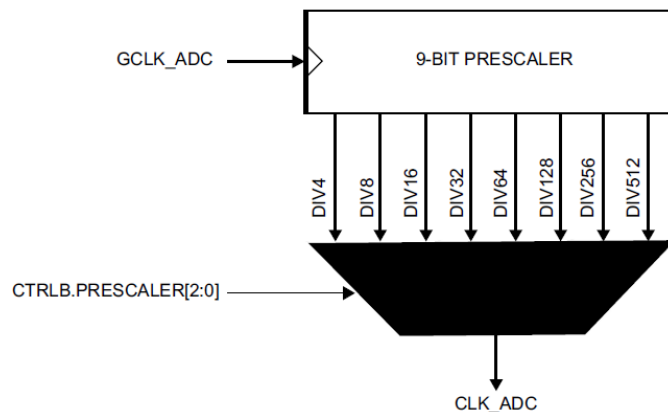 GCLK_ADC
9-BIT PRESCALER
DIV4
DIV8
DIV16
DIV32
DIV64
DIV128
DIV256
DIV512
CTRLB.PRESCALER[2:0]
CLK_ADC